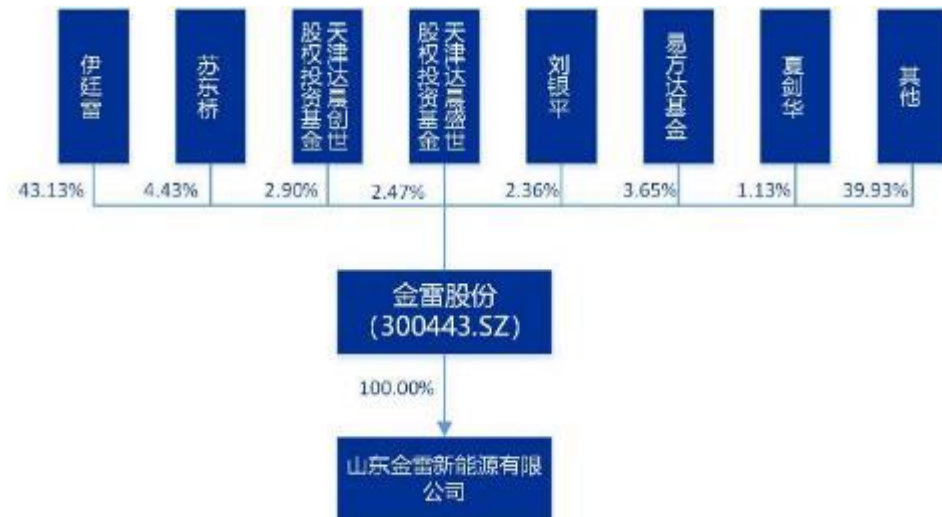 伊廷雷
苏东桥
天津达晨创世
股权投资基金
天津达晨盛世
股权投资基金
刘银平
易方达基金
夏剑华
其他
43.13%
4.43%
2.90%
2.47%
2.36%
3.65%
1.13%
39.93%
金雷股份
(300443.SZ)
100.00%
山东金雷新能源有限
公司